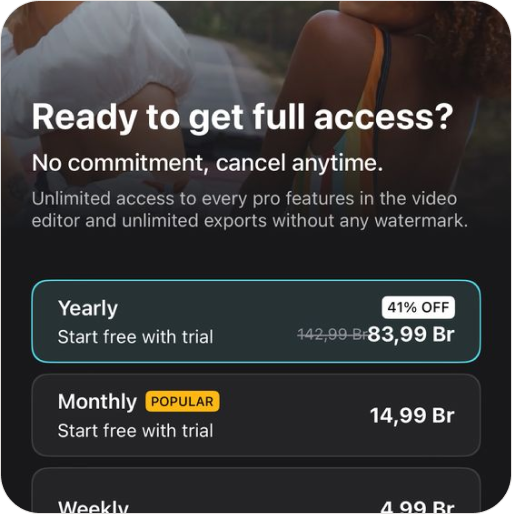 Ready to get full access?
No commitment, cancel anytime.
Unlimited access to every pro features in the video
editor and unlimited exports without any watermark.
Yearly
41% OFF
Start free with trial
142,99 Br
83,99 Br
Monthly POPULAR
14,99 Br
Start free with trial
Weekly
4,99 Br